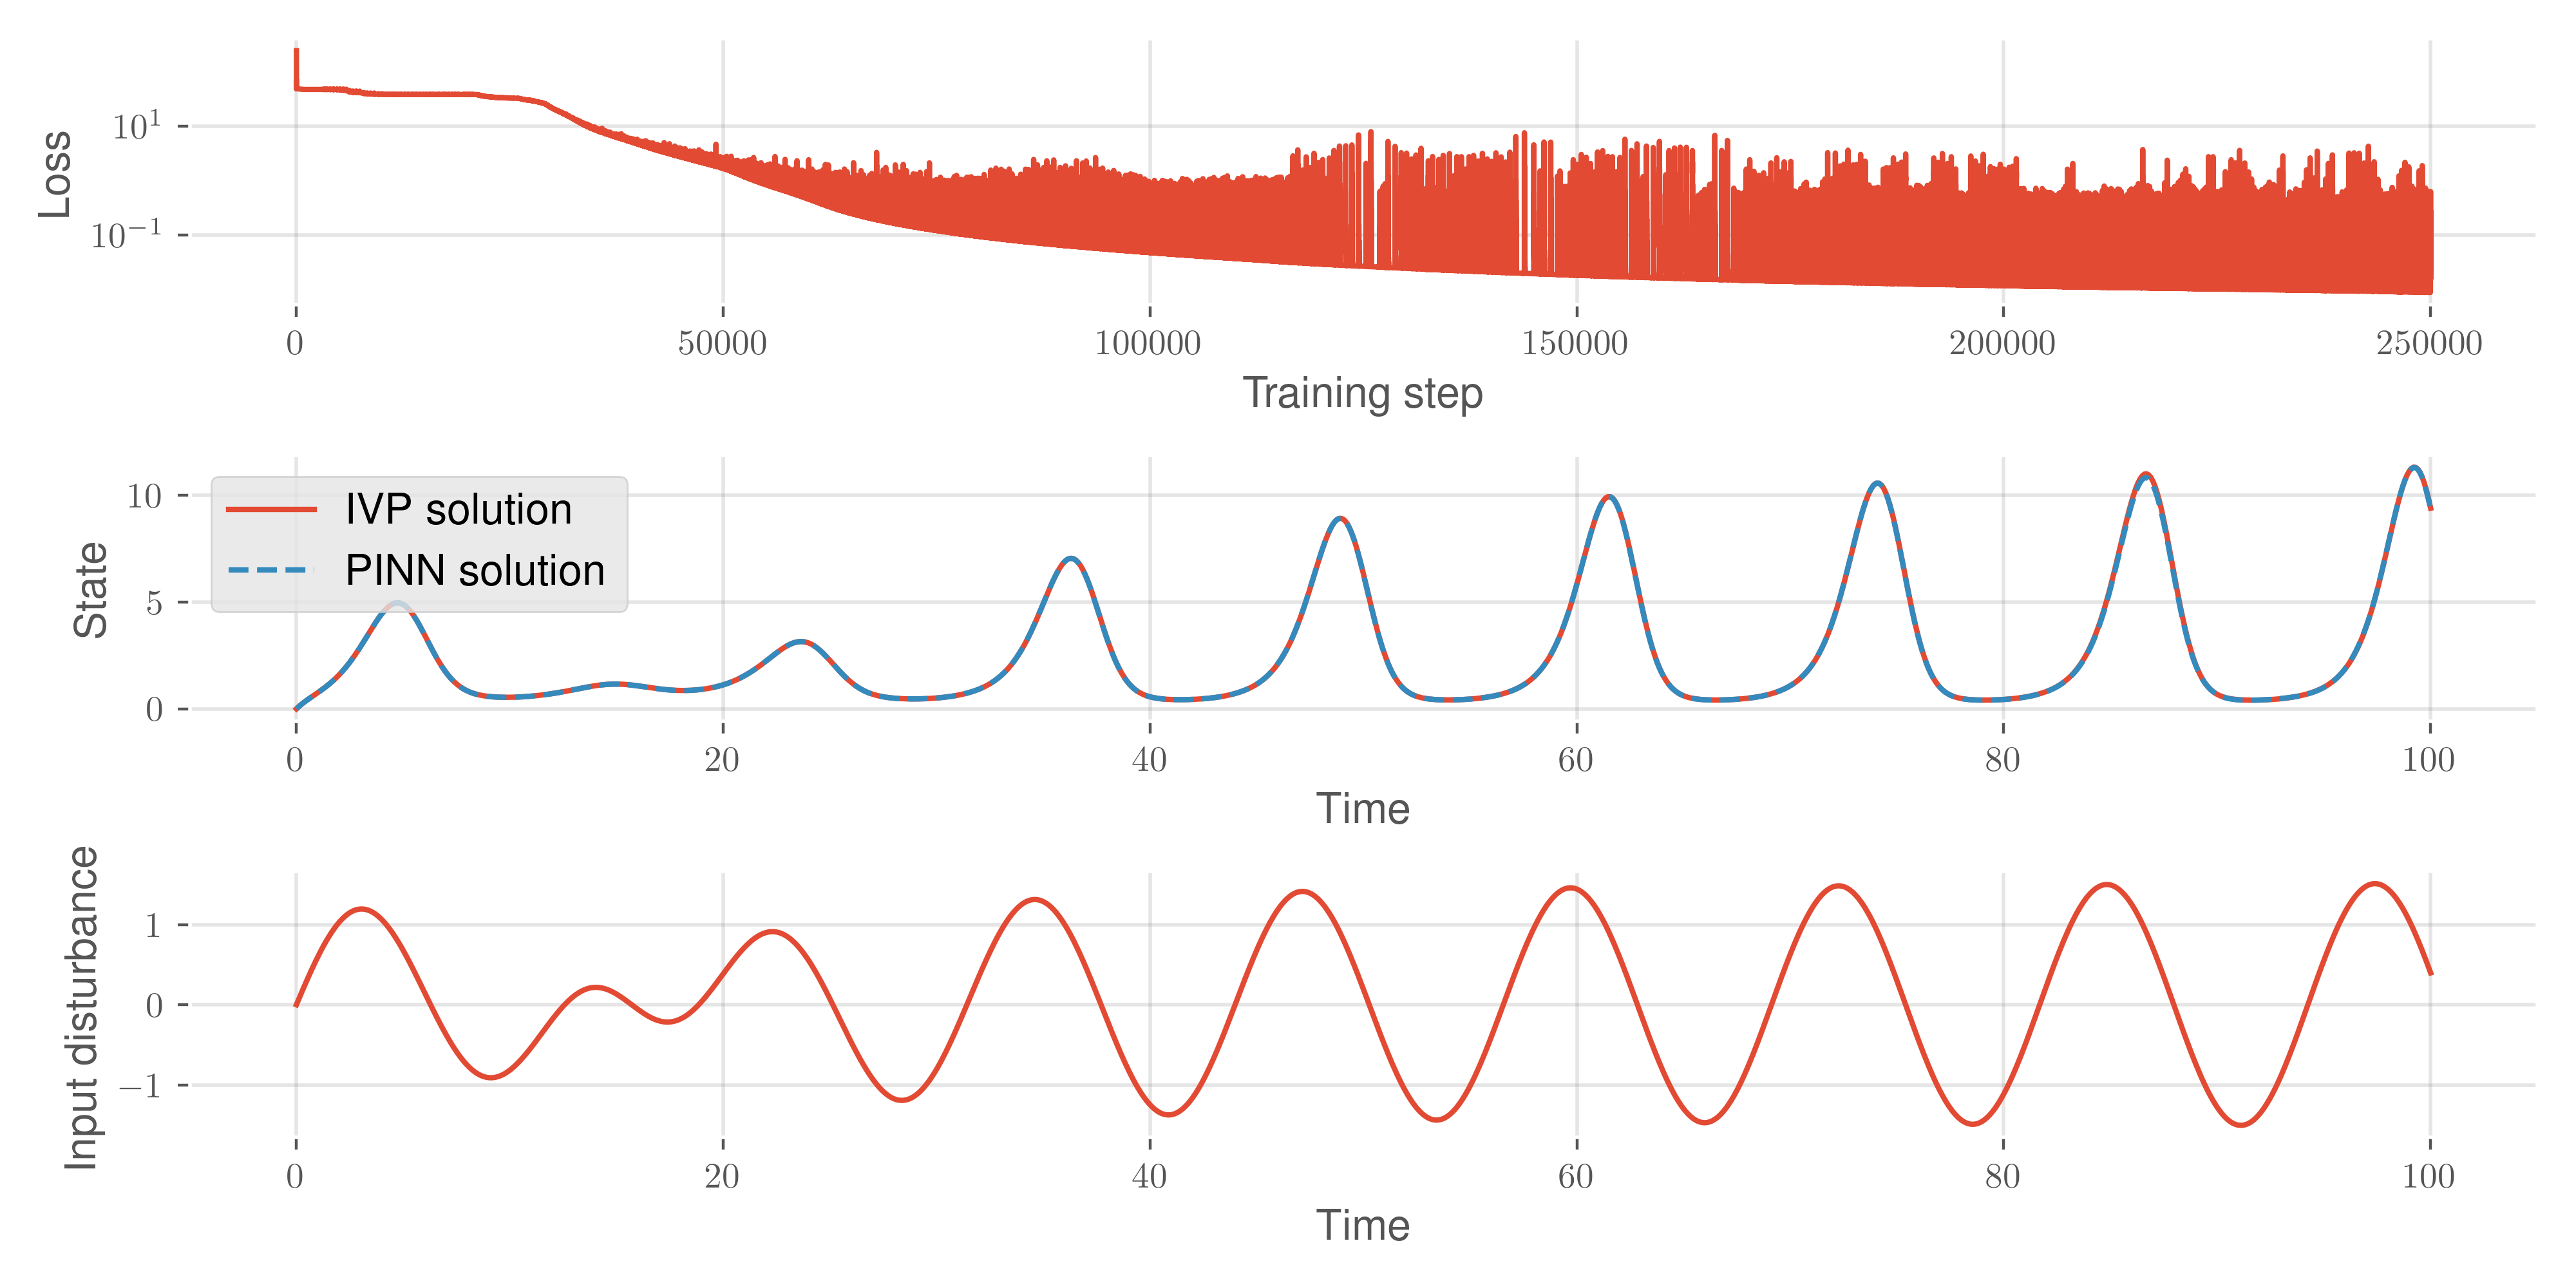 Loss
10¹
10⁻¹
0 50000 100000 150000 200000 250000
Training step
State
10
5
0
IVP solution
PINN solution
0 20 40 60 80 100
Time
Input disturbance
1
0
−1
0 20 40 60 80 100
Time